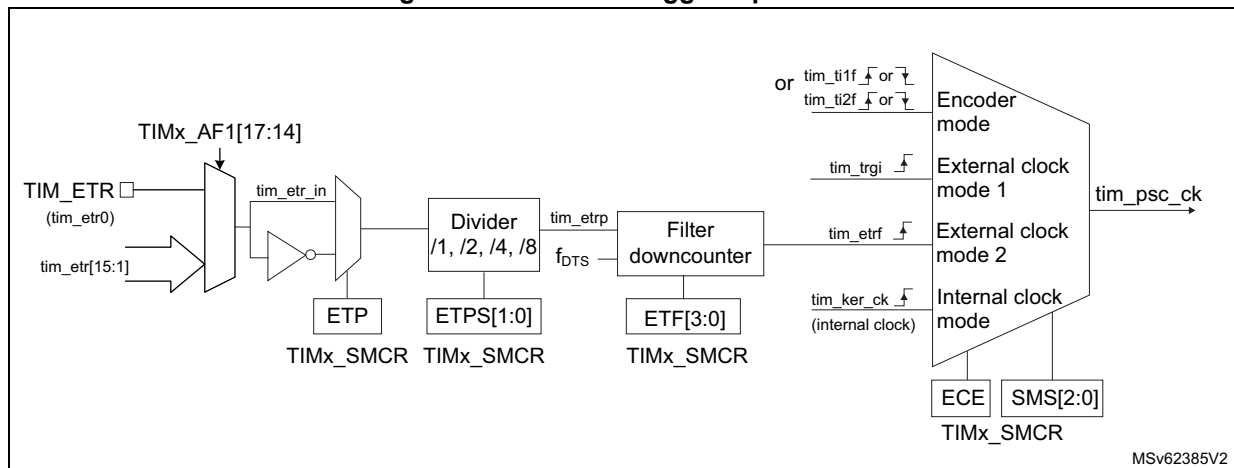 TIMx_AF1[17:14]
TIM_ETR
(tim_etr0)
tim_etr[15:1]
tim_etr_in
ETP
TIMx_SMCR
Divider
/1, /2, /4, /8
ETPS[1:0]
TIMx_SMCR
tim_etrp
fDTS
Filter
downcounter
ETF[3:0]
TIMx_SMCR
or tim_ti1f or
tim_ti2f or
Encoder
mode
tim_trgi
External clock
mode 1
tim_etrf
External clock
mode 2
tim_ker_ck
(internal clock)
Internal clock
mode
tim_psc_ck
ECE
SMS[2:0]
TIMx_SMCR
MSv62385V2